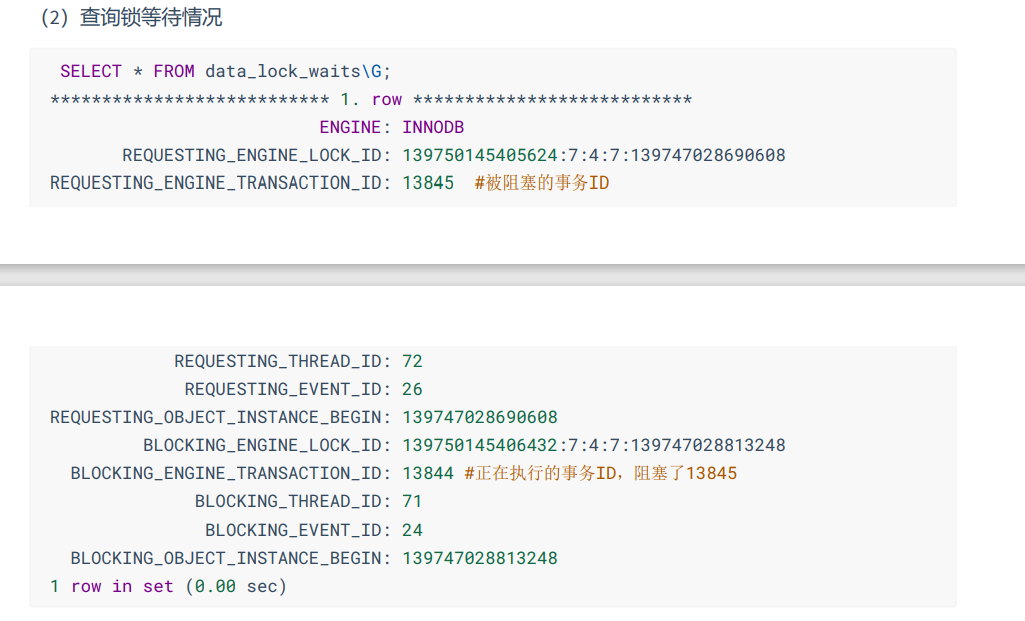 (2) 查询锁等待情况
SELECT * FROM data_lock_waits\G;
*************************** 1. row ***************************
ENGINE: INNODB
REQUESTING_ENGINE_LOCK_ID: 139750145405624:7:4:7:139747028690608
REQUESTING_ENGINE_TRANSACTION_ID: 13845 #被阻塞的事务ID
REQUESTING_THREAD_ID: 72
REQUESTING_EVENT_ID: 26
REQUESTING_OBJECT_INSTANCE_BEGIN: 139747028690608
BLOCKING_ENGINE_LOCK_ID: 139750145406432:7:4:7:139747028813248
BLOCKING_ENGINE_TRANSACTION_ID: 13844 #正在执行的事务ID，阻塞了13845
BLOCKING_THREAD_ID: 71
BLOCKING_EVENT_ID: 24
BLOCKING_OBJECT_INSTANCE_BEGIN: 139747028813248
1 row in set (0.00 sec)